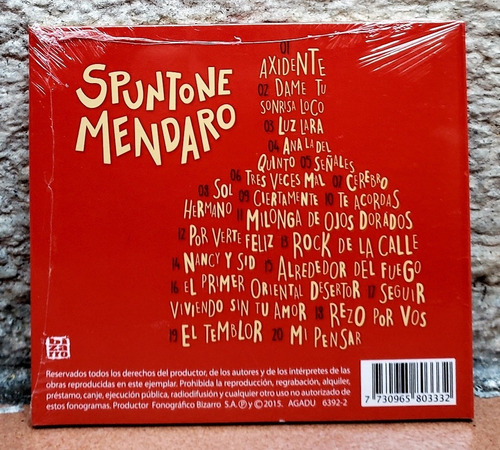 SPUNTONE
MENDARO
01
AXIDENTE
02 DAME TU
SONRISA LOCO
03 LUZ LARA
04 ANA LA DEL
QUINTO 05 SEÑALES
06 TRES VECES MAL 07 CEREBRO
08 SOL 09 CIERTAMENTE 10 TE ACORDAS
HERMANO 11 MILONGA DE OJOS DORADOS
12 POR VERTE FELIZ 13 ROCK DE LA CALLE
14 NANCY Y SID 15 ALREDEDOR DEL FUEGO
16 EL PRIMER ORIENTAL DESERTOR 17 SEGUIR
VIVIENDO SIN TU AMOR 18 REZO POR VOS
19 EL TEMBLOR 20 MI PENSAR
Reservados todos los derechos del productor, de los autores y de los intérpretes de las
obras reproducidas en este ejemplar. Prohibida la reproducción, regrabación, alquiler,
préstamo, canje, ejecución pública, radiodifusión y cualquier otro uso no autorizado de
estos fonogramas. Productor Fonográfico Bizarro S.A. ℗ y © 2015. AGADU 6392-2
7 730965 803332